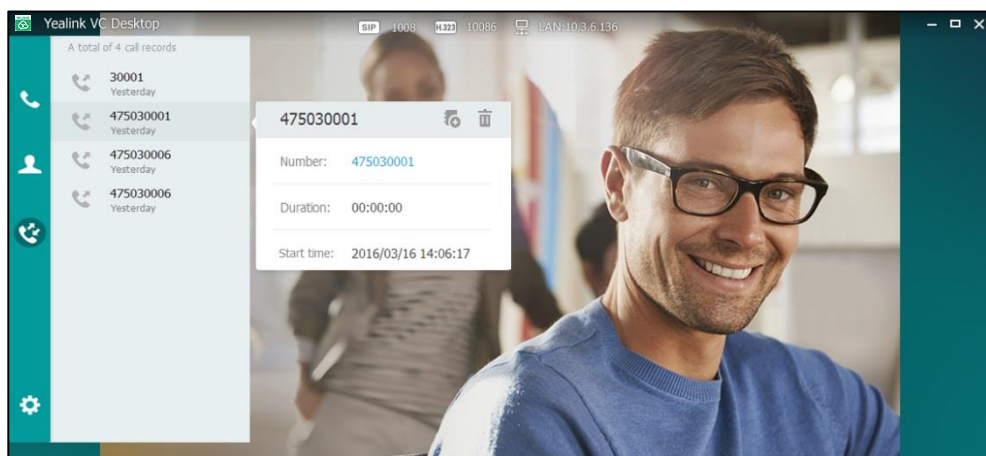 Yealink VC Desktop SIP 1008 H.323 10086 LAN:10.3.6.136
A total of 4 call records
30001
Yesterday
475030001
Yesterday
475030006
Yesterday
475030006
Yesterday
475030001
Number: 475030001
Duration: 00:00:00
Start time: 2016/03/16 14:06:17